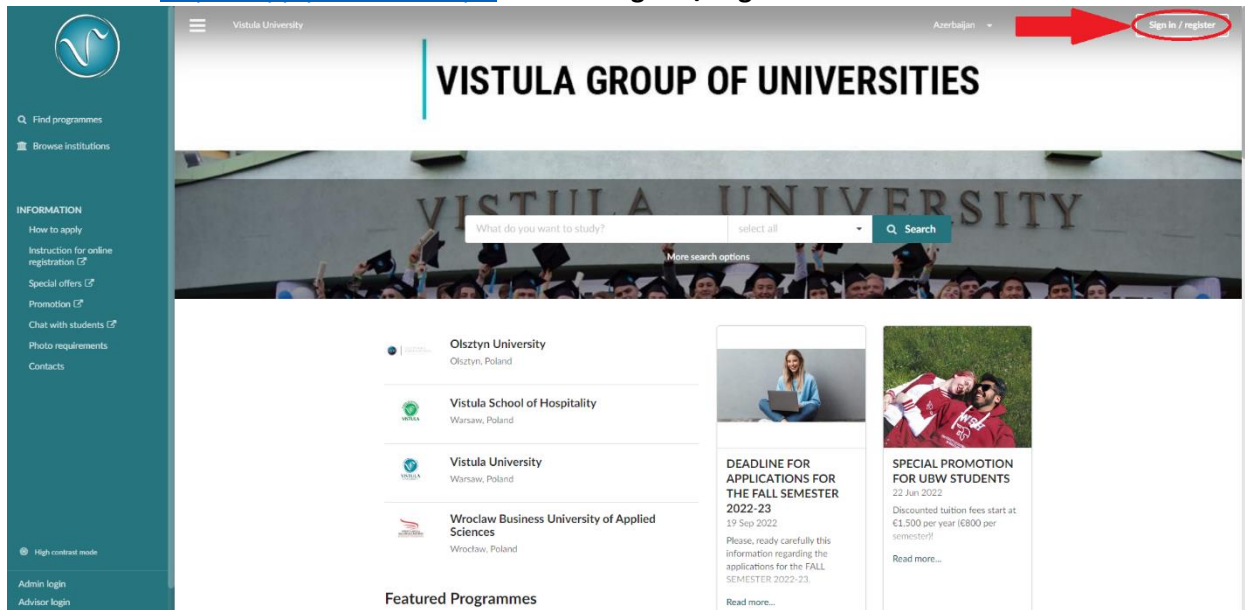 Vistula University
Azerbaijan
Sign in / register
VISTULA GROUP OF UNIVERSITIES
Find programmes
Browse institutions
INFORMATION
How to apply
Instruction for online
registration
Special offers
Promotion
Chat with students
Photo requirements
Contacts
High contrast mode
Admin login
Advisor login
VISTULA UNIVERSITY
What do you want to study?
select all
Search
More search options
Olsztyn University
Olsztyn, Poland
Vistula School of Hospitality
Warsaw, Poland
Vistula University
Warsaw, Poland
Wroclaw Business University of Applied
Sciences
Wrocław, Poland
Featured Programmes
DEADLINE FOR
APPLICATIONS FOR
THE FALL SEMESTER
2022-23
19 Sep 2022
Please, ready carefully this
information regarding the
applications for the FALL
SEMESTER 2022-23.
Read more...
SPECIAL PROMOTION
FOR UBW STUDENTS
22 Jun 2022
Discounted tuition fees start at
€1,500 per year (€800 per
semester)!
Read more...